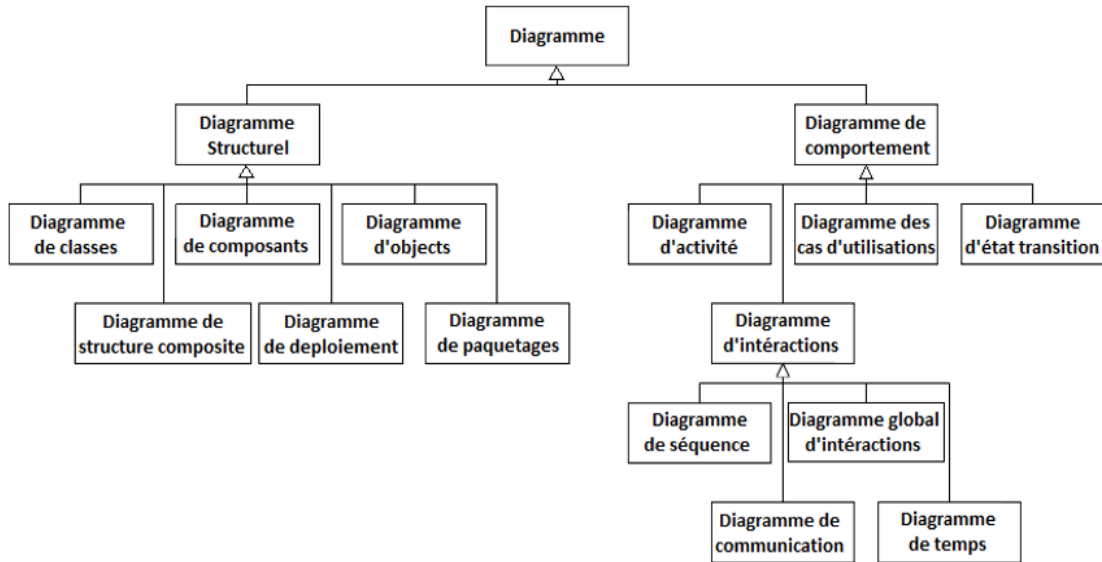 Diagramme
Diagramme
Structurel
Diagramme de
comportement
Diagramme
de classes
Diagramme
de composants
Diagramme
d'objects
Diagramme
d'activité
Diagramme des
cas d'utilisations
Diagramme
d'état transition
Diagramme de
structure composite
Diagramme
de deploiement
Diagramme
de paquetages
Diagramme
d'intéractions
Diagramme
de séquence
Diagramme global
d'intéractions
Diagramme de
communication
Diagramme
de temps